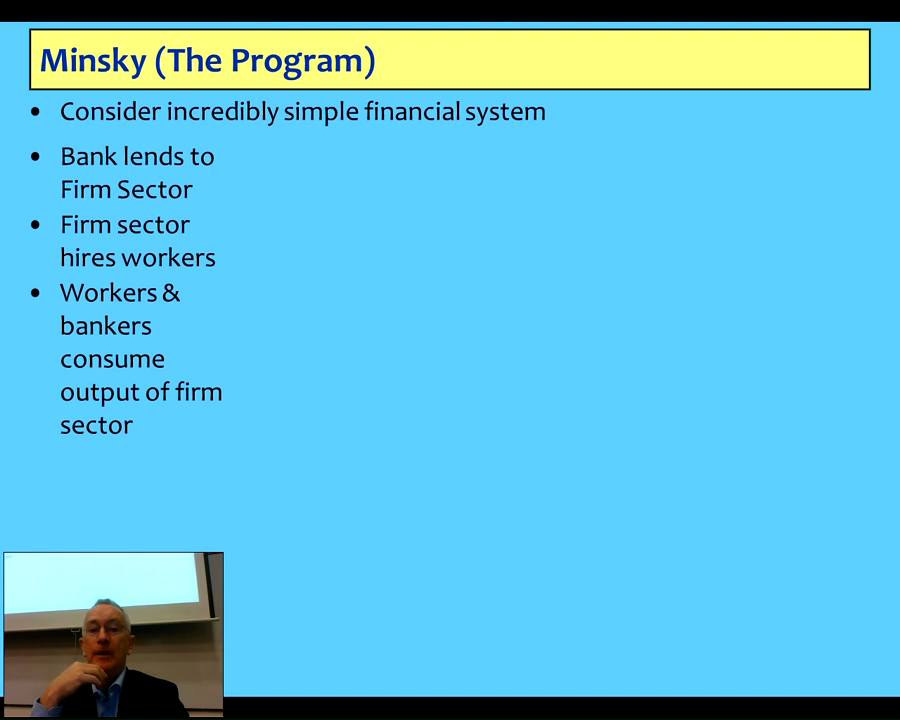 Minsky (The Program)
• Consider incredibly simple financial system
• Bank lends to
Firm Sector
• Firm sector
hires workers
• Workers &
bankers
consume
output of firm
sector